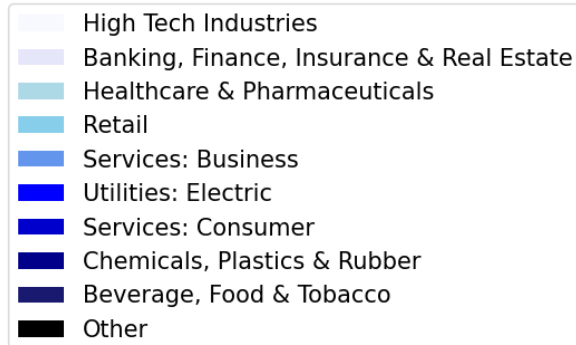 High Tech Industries
Banking, Finance, Insurance & Real Estate
Healthcare & Pharmaceuticals
Retail
Services: Business
Utilities: Electric
Services: Consumer
Chemicals, Plastics & Rubber
Beverage, Food & Tobacco
Other